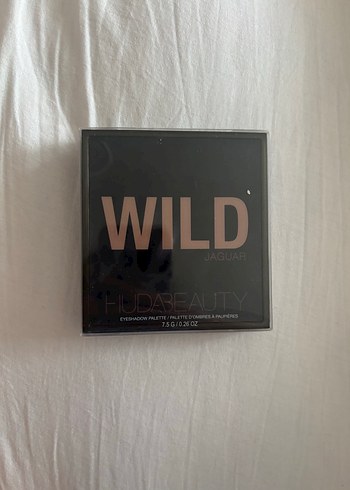 WILD
JAGUAR
HUDABEAUTY
EYESHADOW PALETTE / PALETTE D'OMBRES À PAUPIÈRES
7.5 G / 0.26 OZ